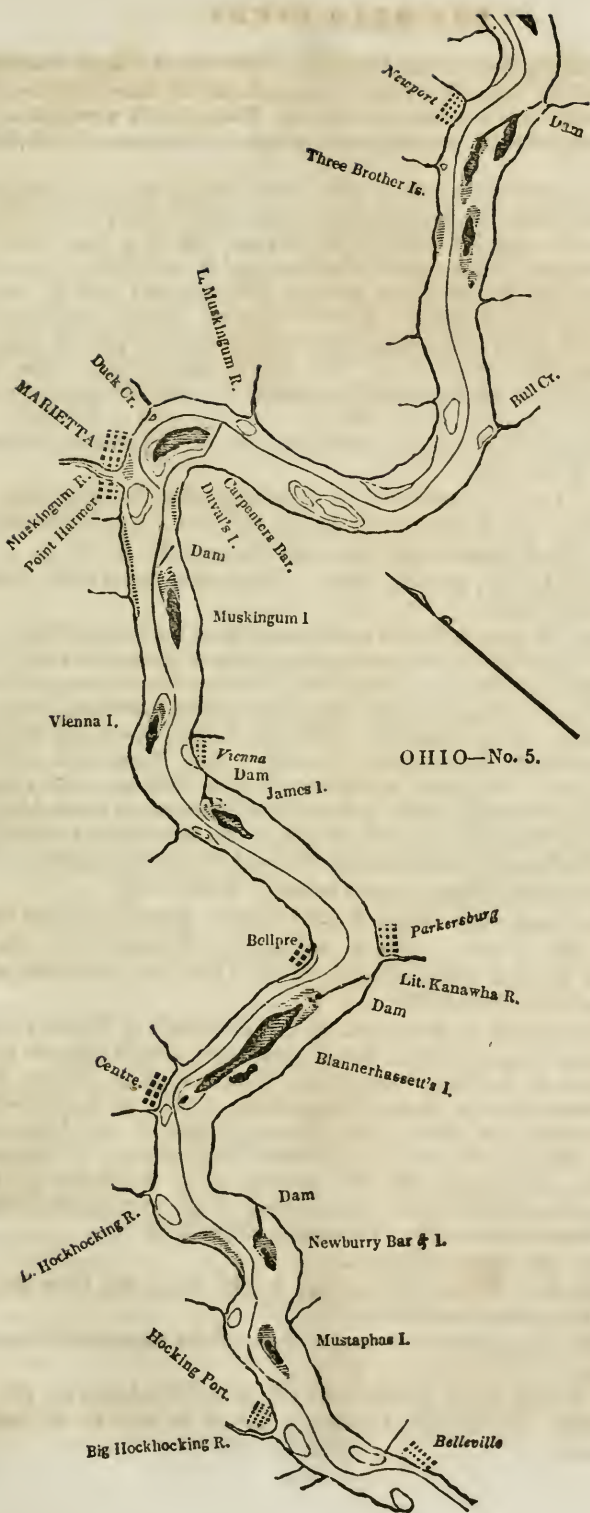 Newport
Dam
Three Brother Is.
L. Muskingum R.
Bull Cr.
Duck Cr.
MARIETTA
Muskingum R.
Point Harmer
Carpenters Bar.
Duval's I.
Dam
Muskingum I
Vienna I.
OHIO—No. 5.
Vienna
Dam
James I.
Parkersburg
Bellpre
Lit. Kanawha R.
Dam
Blannerhassett's I.
Centre.
Dam
L. Hockhocking R.
Newburry Bar & I.
Mustaphas I.
Hocking Port.
Big Hockhocking R.
Belleville